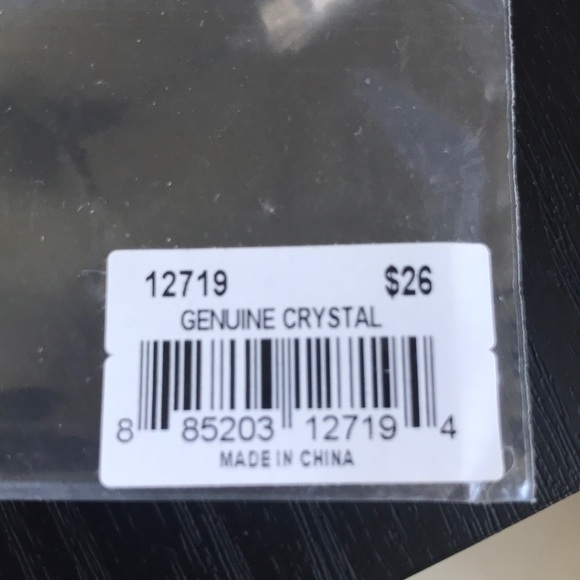 12719 $26
GENUINE CRYSTAL
8 85203 12719 4
MADE IN CHINA